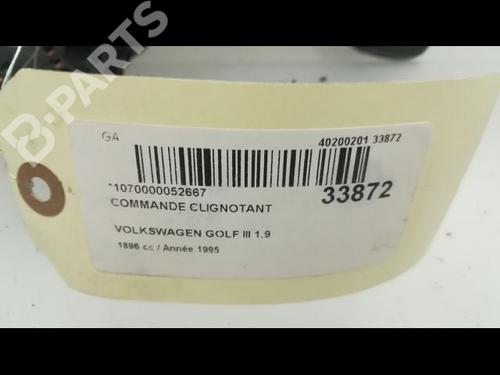 B-PARTS
GA
40200201 33872
*1070000052667
33872
COMMANDE CLIGNOTANT
VOLKSWAGEN GOLF III 1.9
1896 cc / Année 1995